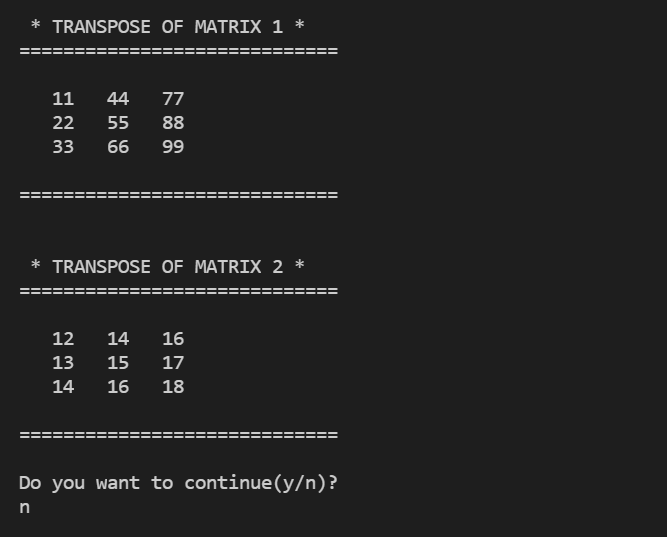 * TRANSPOSE OF MATRIX 1 *
=============================
11 44 77
22 55 88
33 66 99
=============================
* TRANSPOSE OF MATRIX 2 *
=============================
12 14 16
13 15 17
14 16 18
=============================
Do you want to continue(y/n)?
n